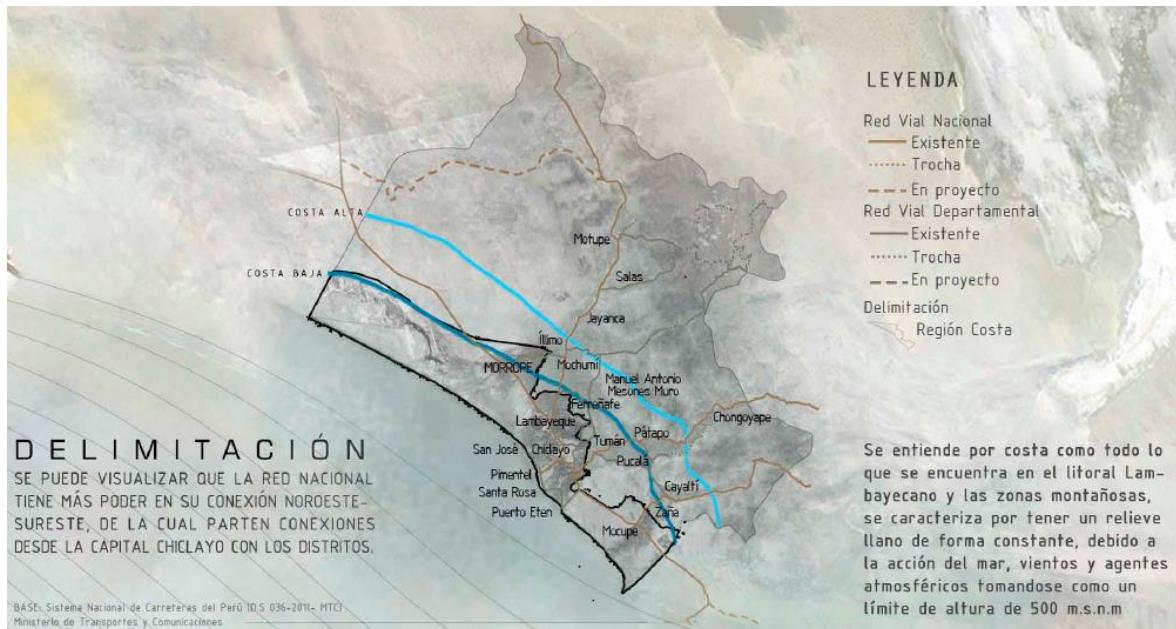 LEYENDA
Red Vial Nacional
Existente
Trocha
En proyecto
Red Vial Departamental
Existente
Trocha
En proyecto
Delimitación
Región Costa
COSTA ALTA
COSTA BAJA
Motupe
Salas
Jayanca
Íllimo
MORROPE
Mochumí
Manuel Antonio
Mesones Muro
Ferreñafe
Chongoyape
Lambayeque
Pátapo
San José
Chiclayo
Tumán
Pucalá
Pimentel
Cayaltí
Santa Rosa
Puerto Eten
Zaña
Mocupe
DELIMITACIÓN
SE PUEDE VISUALIZAR QUE LA RED NACIONAL
TIENE MÁS PODER EN SU CONEXIÓN NOROESTE-
SURESTE, DE LA CUAL PARTEN CONEXIONES
DESDE LA CAPITAL CHICLAYO CON LOS DISTRITOS.
BASE: Sistema Nacional de Carreteras del Perú (D.S 036-2011- MTC)
Ministerio de Transportes y Comunicaciones
Se entiende por costa como todo lo
que se encuentra en el litoral Lam-
bayecano y las zonas montañosas,
se caracteriza por tener un relieve
llano de forma constante, debido a
la acción del mar, vientos y agentes
atmosféricos tomandose como un
límite de altura de 500 m.s.n.m